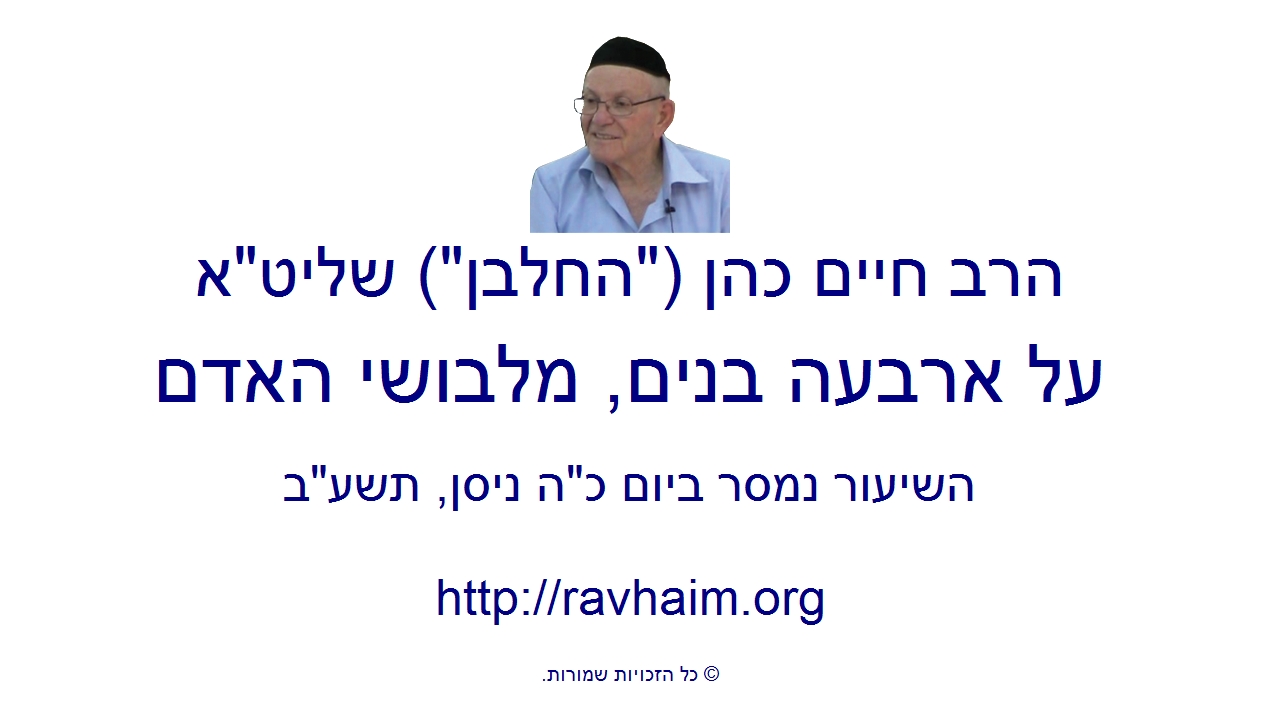 הרב חיים כהן ("החלבן") שליט"א
על ארבעה בנים, מלבושי האדם
השיעור נמסר ביום כ"ה ניסן, תשע"ב
http://ravhaim.org
© כל הזכויות שמורות.